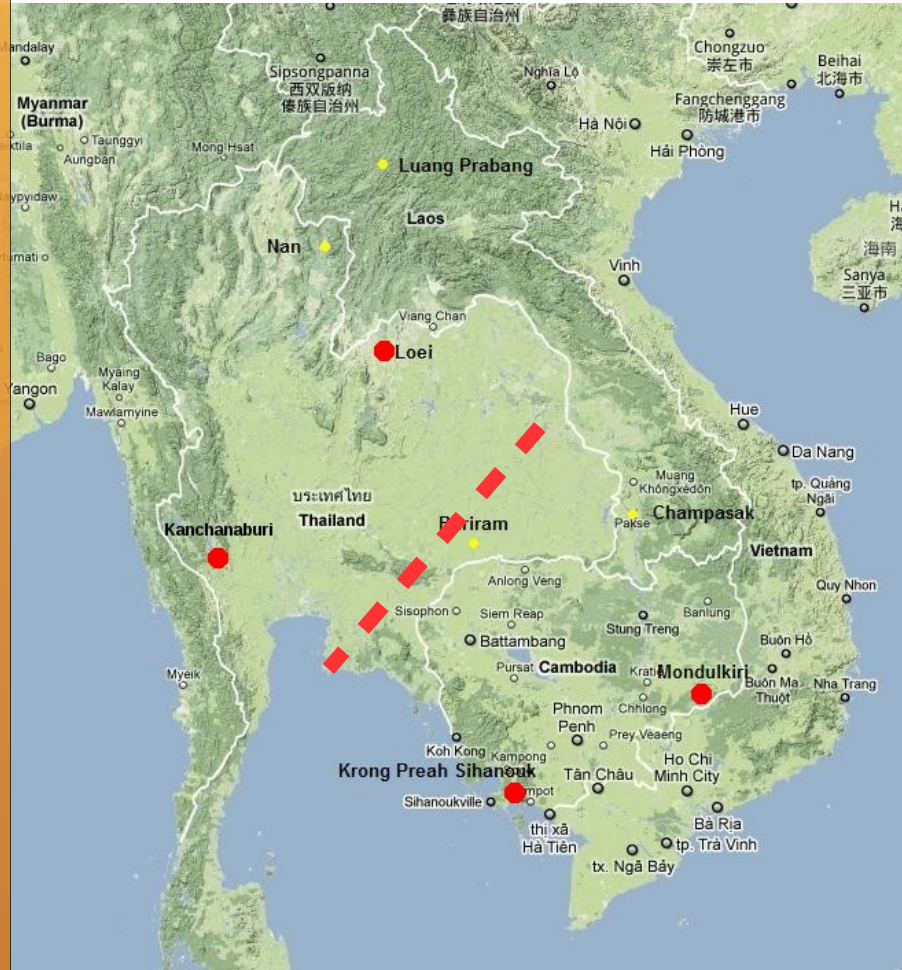 彝族自治州
Mandalay
Chongzuo
崇左市
Beihai
北海市
Sipsongpanna
西双版纳
傣族自治州
Nghĩa Lộ
Myanmar
(Burma)
Fangchenggang
防城港市
Hà Nội
Taunggyi
Aungban
Mong Hsat
Hải Phòng
Luang Prabang
Laos
Nan
海南
Vinh
Sanya
三亚市
Viang Chan
Loei
Bago
Myaing
Kalay
Yangon
Mawlamyine
Hue
Da Nang
Muang
Khôngxédôn
tp. Quảng
Ngãi
ประเทศไทย
Thailand
Champasak
Kanchanaburi
Buriram
Pakse
Vietnam
Anlong Veng
Quy Nhon
Sisophon
Siem Reap
Banlung
Stung Treng
Battambang
Buôn Hồ
Pursat
Cambodia
Mondulkiri
Myeik
Buôn Ma
Thuột
Nha Trang
Chhlong
Phnom
Penh
Prey Veaeng
Koh Kong
Kampong
Ho Chi
Minh City
Krong Preah Sihanouk
Tân Châu
Sihanoukville
Bà Rịa
thị xã
Hà Tiên
tp. Trà Vinh
tx. Ngã Bảy